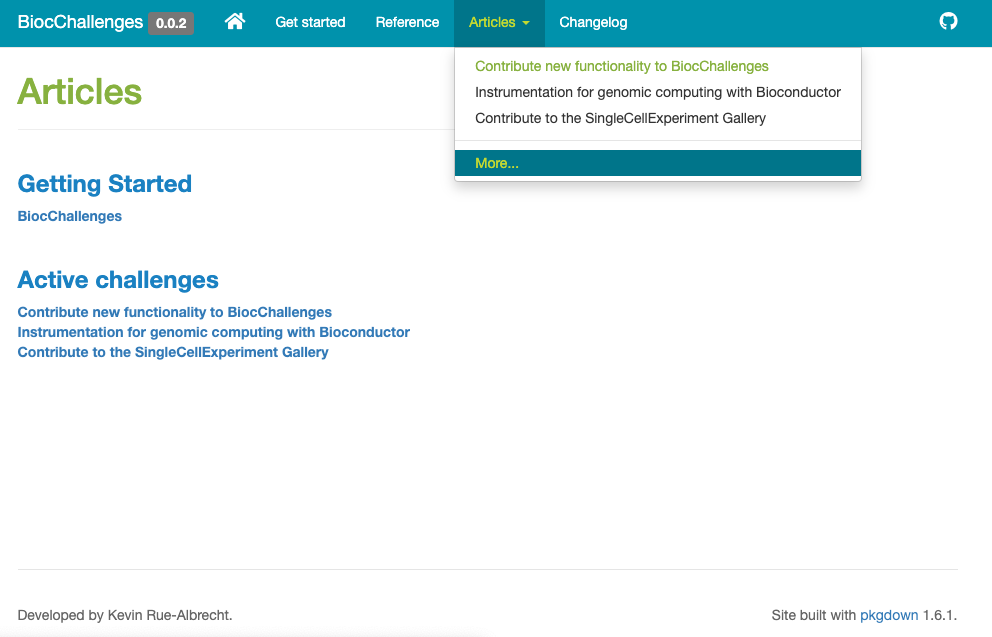 BiocChallenges 0.0.2 Get started Reference Articles Changelog
Contribute new functionality to BiocChallenges
Instrumentation for genomic computing with Bioconductor
Contribute to the SingleCellExperiment Gallery
More...
Articles
Getting Started
BiocChallenges
Active challenges
Contribute new functionality to BiocChallenges
Instrumentation for genomic computing with Bioconductor
Contribute to the SingleCellExperiment Gallery
Developed by Kevin Rue-Albrecht.
Site built with pkgdown 1.6.1.